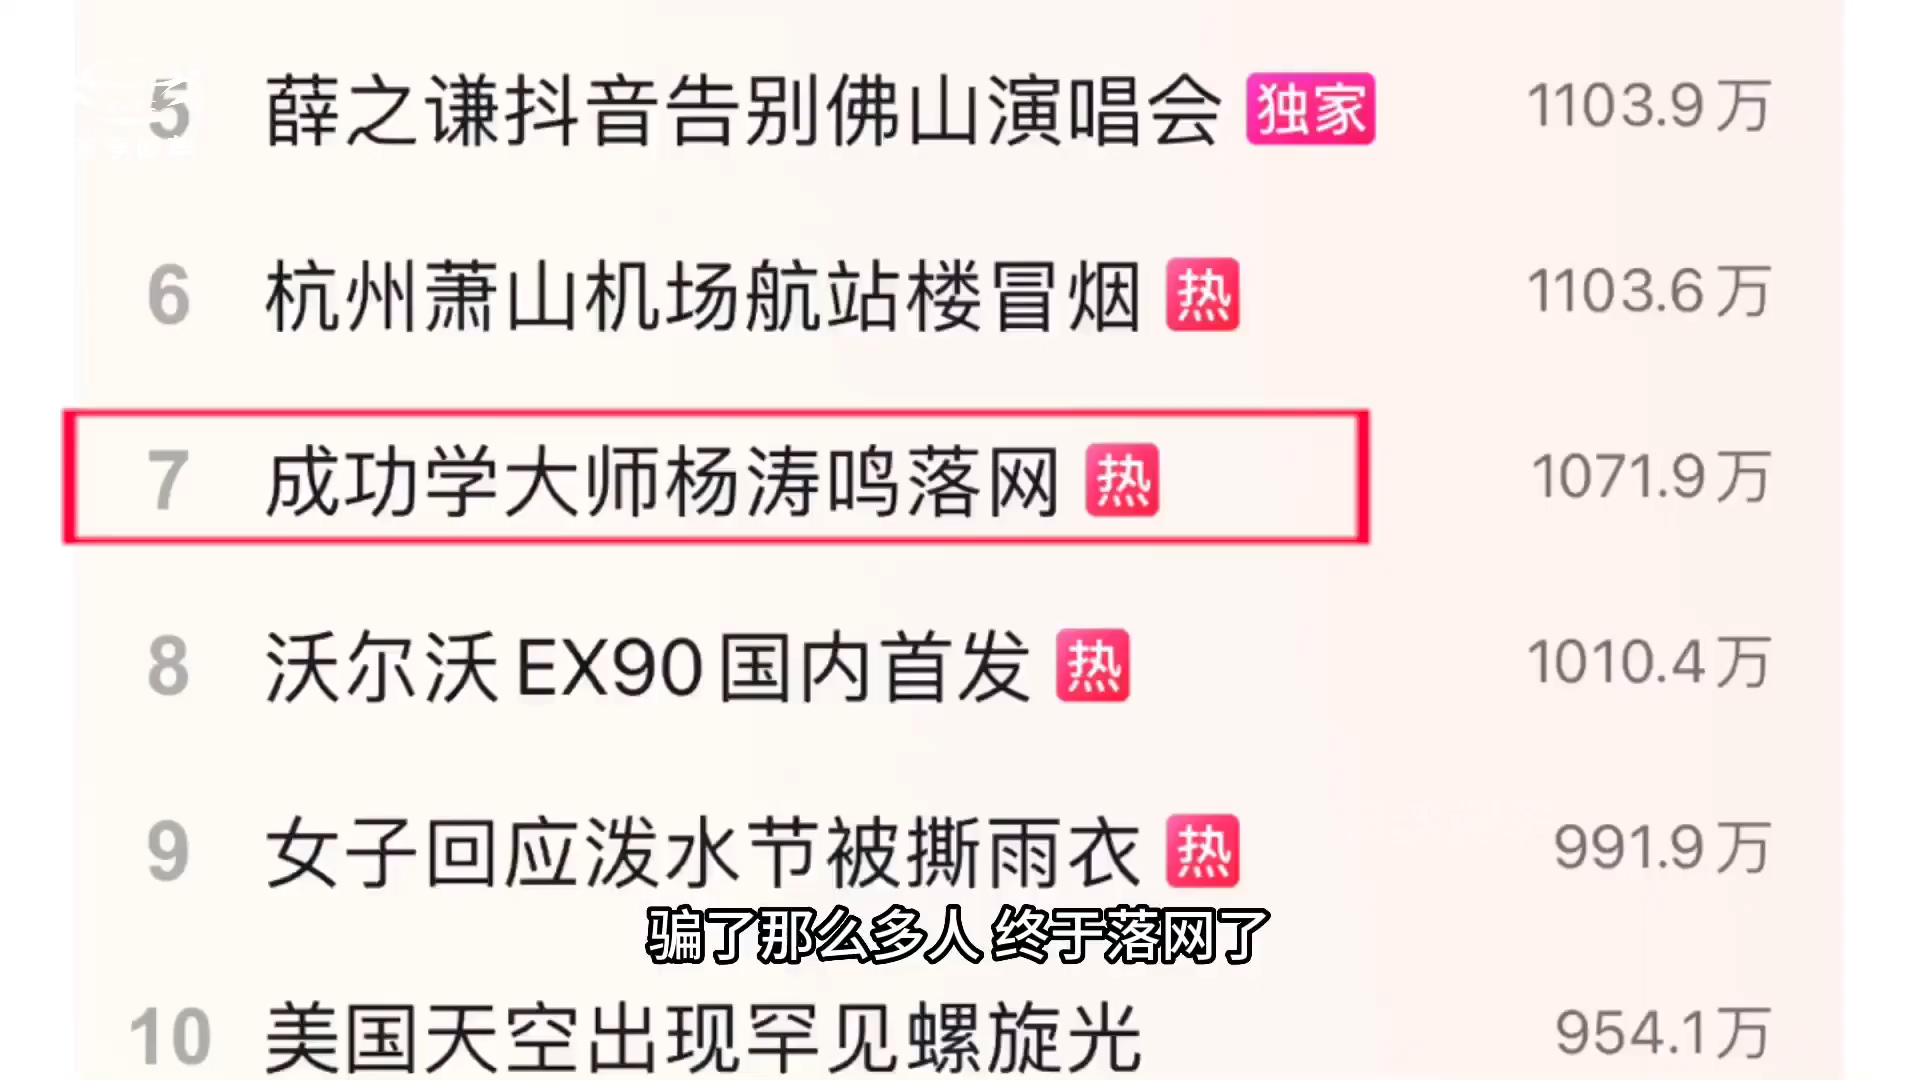 5 薛之谦抖音告别佛山演唱会 独家 1103.9万
6 杭州萧山机场航站楼冒烟 热 1103.6万
7 成功学大师杨涛鸣落网 热 1071.9万
8 沃尔沃EX90国内首发 热 1010.4万
9 女子回应泼水节被撕雨衣 热 991.9万
骗了那么多人 终于落网了
10 美国天空出现罕见螺旋光 954.1万